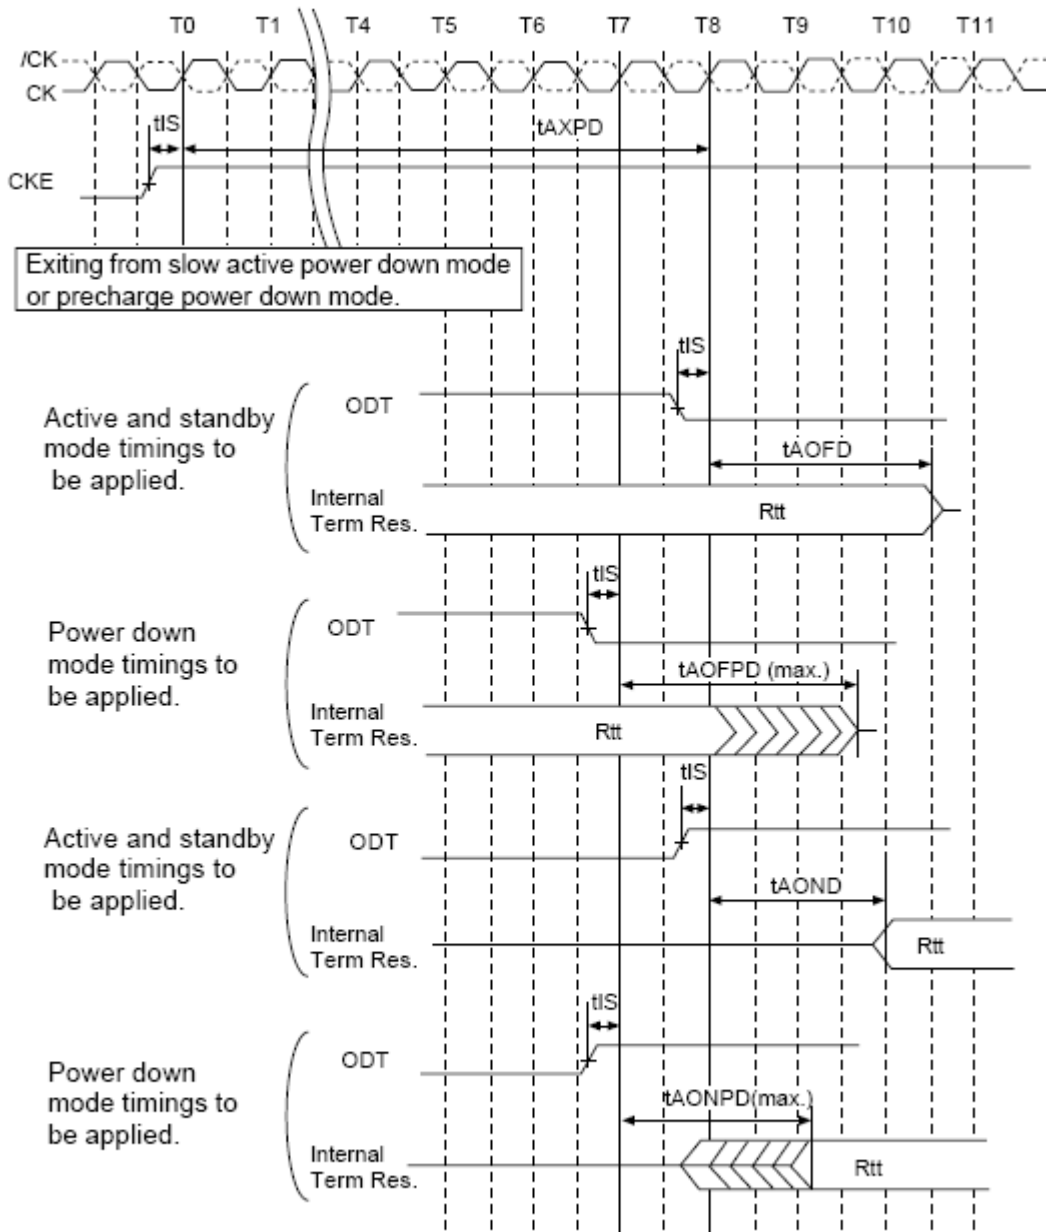 T0 T1 T4 T5 T6 T7 T8 T9 T10 T11
/CK
CK
tIS
tAXPD
CKE
Exiting from slow active power down mode
or precharge power down mode.
tIS
Active and standby
mode timings to
be applied.
ODT
tAOFD
Internal
Term Res.
Rtt
tIS
Power down
mode timings to
be applied.
ODT
tAOFPD (max.)
Internal
Term Res.
Rtt
tIS
Active and standby
mode timings to
be applied.
ODT
tAOND
Internal
Term Res.
Rtt
tIS
Power down
mode timings to
be applied.
ODT
tAONPD(max.)
Internal
Term Res.
Rtt